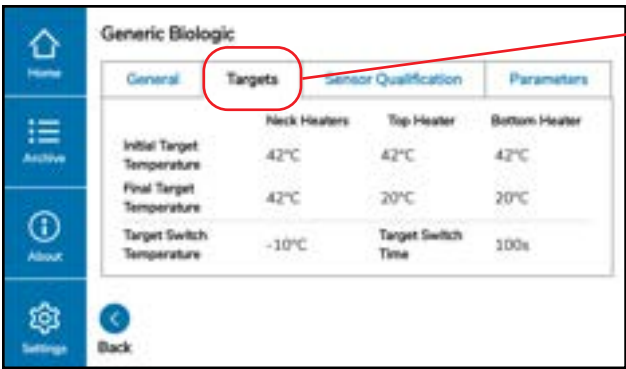 Generic Biologic
Home
General Targets Sensor Qualification Parameters
Neck Heaters Top Heater Bottom Heater
Initial Target
Temperature 42°C 42°C 42°C
Archive
Final Target
Temperature 42°C 20°C 20°C
Target Switch
Temperature -10°C Target Switch
Time 100s
About
Settings
Back